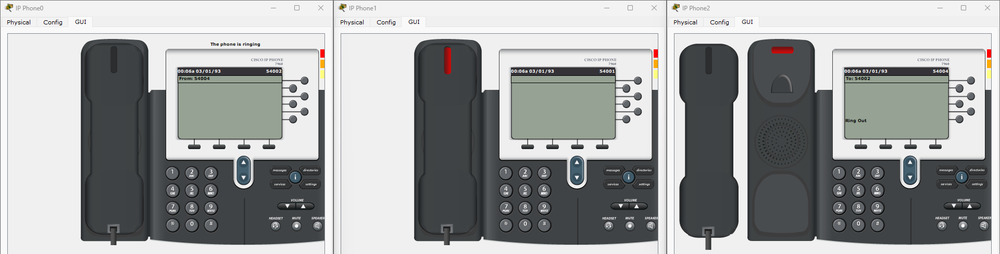 IP Phone0
Physical Config GUI
The phone is ringing
CISCO IP PHONE
7960
00:06a 03/01/93 54002
From: 54004
1 2 ABC 3 DEF
4 GHI 5 JKL 6 MNO
7 PQRS 8 TUV 9 WXYZ
* 0 #
messages directories
i
services settings
VOLUME
HEADSET MUTE SPEAKER
IP Phone1
Physical Config GUI
CISCO IP PHONE
7960
00:06a 03/01/93 54001
1 2 ABC 3 DEF
4 GHI 5 JKL 6 MNO
7 PQRS 8 TUV 9 WXYZ
* 0 #
messages directories
i
services settings
VOLUME
HEADSET MUTE SPEAKE
IP Phone2
Physical Config GUI
CISCO IP PHONE
7960
00:06a 03/01/93 54004
To: 54002
Ring Out
1 2 ABC 3 DEF
4 GHI 5 JKL 6 MNO
7 PQRS 8 TUV 9 WXYZ
* 0 #
messages directories
i
services settings
VOLUME
HEADSET MUTE SPEAKE